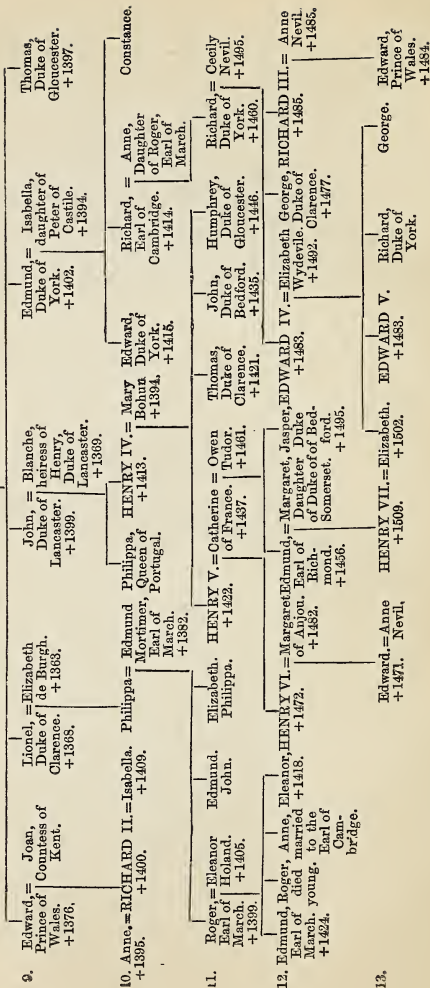 9.
Edward, =
Prince of
Wales.
+1376.
Joan,
Countess of
Kent.
Lionel,
Duke of
Clarence.
+1368.
=Elizabeth
de Burgh.
+1363.
John, =
Duke of
Lancaster.
+1399.
Blanche,
heiress of
Henry,
Duke of
Lancaster.
+1369.
Edmund, =
Duke of
York.
+1402.
Isabella,
daughter of
Peter of
Castile.
+1394.
Thomas,
Duke of
Gloucester.
+1397.
10. Anne.=RICHARD II.=Isabella.
+1395.
+1400.
+1409.
Philippa=
Edmund
Mortimer,
Earl of
March.
+1382.
Philippa,
Queen of
Portugal.
HENRY IV.=
+1413.
Mary
Bohun
+1394.
Edward,
Duke of
York.
+1415.
Richard, =
Earl of
Cambridge.
+1414.
Anne,
Daughter
of Roger,
Earl of
March.
Constance.
11.
Roger,=
Earl of
March.
+1399.
Eleanor
Holand.
+1405.
Edmund.
John.
Elizabeth.
Philippa.
HENRY V.=Catherine = Owen
+1422.
of France.
+1437.
Tudor.
+1461.
Thomas,
Duke of
Clarence.
+1421.
John,
Duke of
Bedford.
+1435.
Humphrey,
Duke of
Gloucester.
+1446.
Richard, =
Duke of
York.
+1460.
Cecily
Nevil.
+1495.
12.
Edmund,
Earl of
March.
+1424.
Roger,
died
young.
Anne,
married
to the
Earl of
Cam-
bridge.
Eleanor,
+1418.
HENRY VI.=Margaret
+1472.
of Anjou.
+1482.
Edmund,=
Earl of
Rich-
mond.
+1456.
Margaret,
Daughter
of Duke of
Somerset.
Jasper,
Duke
of Bed-
ford.
+1495.
EDWARD IV.=Elizabeth
+1483.
Wydevile.
+1492.
George,
Duke of
Clarence.
+1477.
RICHARD III. = Anne
+1485.
Nevil.
+1485.
13.
Edward.=Anne
+1471.
Nevil,
HENRY VII.=Elizabeth.
+1509.
+1502.
EDWARD V.
+1483.
Richard,
Duke of
York.
George.
Edward,
Prince of
Wales.
+1484.